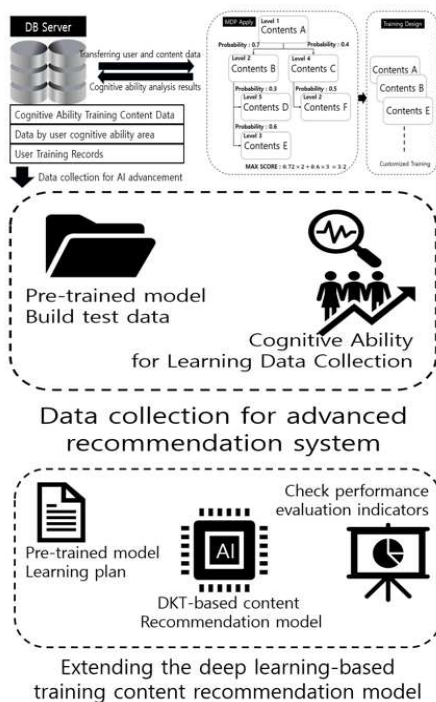 DB Server
Transferring user and content data
Cognitive ability analysis results
Cognitive Ability Training Content Data
Data by user cognitive ability area
User Training Records
Data collection for AI advancement
MDP Apply
Level 1
Contents A
Probability : 0.7
Probability : 0.4
Level 2
Contents B
Level 4
Contents C
Probability : 0.3
Probability : 0.5
Level 5
Contents D
Level 2
Contents F
Probability : 0.6
Level 3
Contents E
MAX SCORE : 0.72 × 2 + 0.6 × 3 = 3.2
Training Design
Contents A
Contents B
Contents E
Customized Training
Pre-trained model
Build test data
Cognitive Ability
for Learning Data Collection
Data collection for advanced
recommendation system
Pre-trained model
Learning plan
AI
DKT-based content
Recommendation model
Check performance
evaluation indicators
Extending the deep learning-based
training content recommendation model